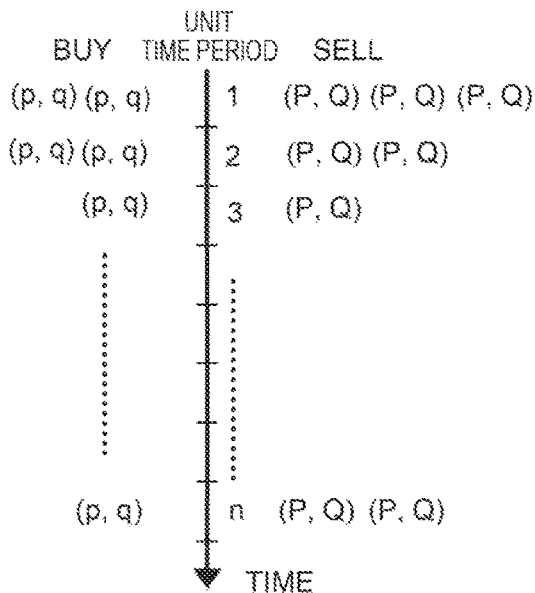 UNIT
BUY TIME PERIOD SELL
(p, q) (p, q) 1 (P, Q) (P, Q) (P, Q)
(p, q) (p, q) 2 (P, Q) (P, Q)
(p, q) 3 (P, Q)
(p, q) n (P, Q) (P, Q)
TIME